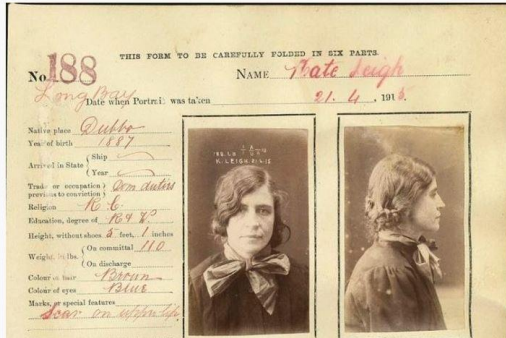 THIS FORM TO BE CAREFULLY FOLDED IN SIX PARTS.
No. 188 NAME Kate Leigh
Long Bay
Date when Portrait was taken 21. 4. 1915.
Native place Dubbo
Year of birth 1887
Arrived in State { Ship
Year
Trade or occupation previous to conviction } Dom duties
Religion R. C.
Education, degree of R & W
Height, without shoes 5 feet, 1 inches
Weight, in lbs. { On committal 110
On discharge
Colour of hair Brown
Colour of eyes Blue
Marks, or special features
Scar on upper lip
K. LEIGH 21.4.15